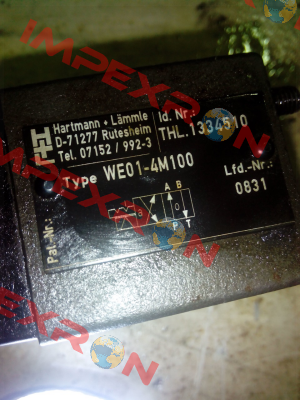 Hartmann + Lämmle
D-71277 Rutesheim
Tel. 07152 / 992-3
Id. Nr.:
THL.1334510
Type WE01-4M100
Lfd.-Nr.:
0831
A B
0
P T
Pat.-Nr.:
IMPEXRON
IMPEXRON
IMPEXRON